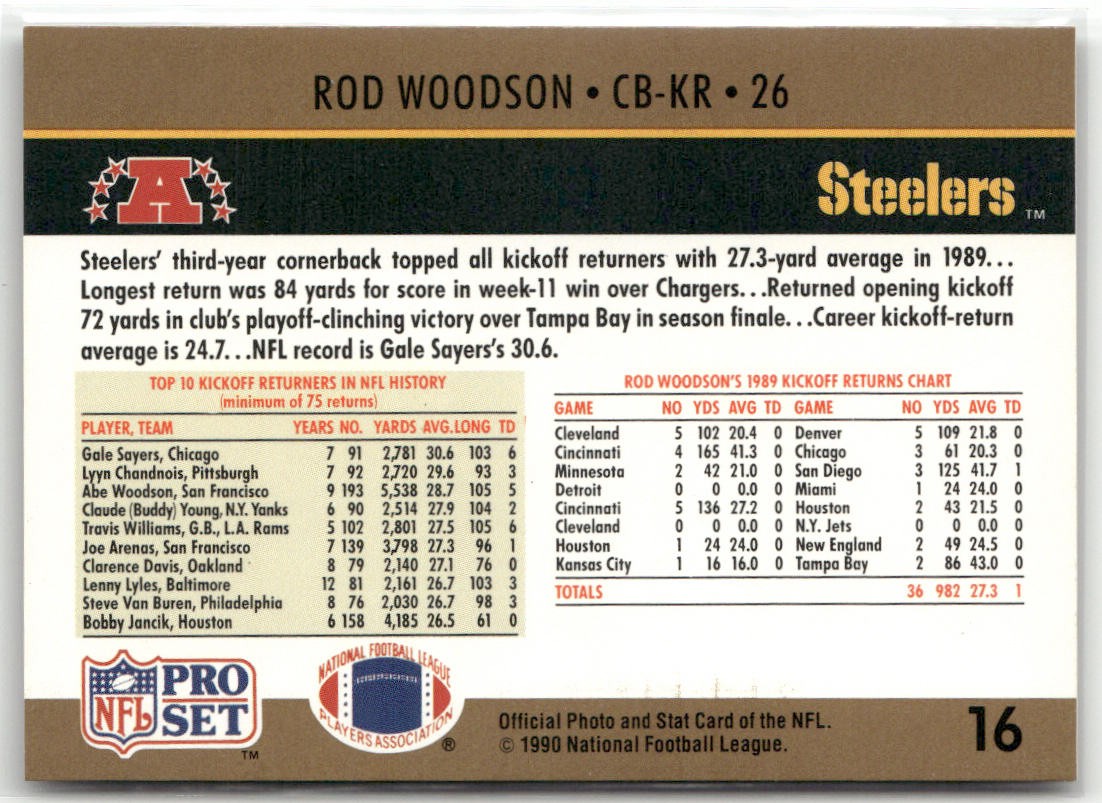 ROD WOODSON • CB-KR • 26
A
Steelers ™
Steelers' third-year cornerback topped all kickoff returners with 27.3-yard average in 1989...
Longest return was 84 yards for score in week-11 win over Chargers...Returned opening kickoff
72 yards in club's playoff-clinching victory over Tampa Bay in season finale...Career kickoff-return
average is 24.7...NFL record is Gale Sayers's 30.6.
TOP 10 KICKOFF RETURNERS IN NFL HISTORY
(minimum of 75 returns)
PLAYER, TEAM YEARS NO. YARDS AVG. LONG TD
Gale Sayers, Chicago 7 91 2,781 30.6 103 6
Lyyn Chandnois, Pittsburgh 7 92 2,720 29.6 93 3
Abe Woodson, San Francisco 9 193 5,538 28.7 105 5
Claude (Buddy) Young, N.Y. Yanks 6 90 2,514 27.9 104 2
Travis Williams, G.B., L.A. Rams 5 102 2,801 27.5 105 6
Joe Arenas, San Francisco 7 139 3,798 27.3 96 1
Clarence Davis, Oakland 8 79 2,140 27.1 76 0
Lenny Lyles, Baltimore 12 81 2,161 26.7 103 3
Steve Van Buren, Philadelphia 8 76 2,030 26.7 98 3
Bobby Jancik, Houston 6 158 4,185 26.5 61 0
ROD WOODSON'S 1989 KICKOFF RETURNS CHART
GAME NO YDS AVG TD GAME NO YDS AVG TD
Cleveland 5 102 20.4 0 Denver 5 109 21.8 0
Cincinnati 4 165 41.3 0 Chicago 3 61 20.3 0
Minnesota 2 42 21.0 0 San Diego 3 125 41.7 1
Detroit 0 0 0.0 0 Miami 1 24 24.0 0
Cincinnati 5 136 27.2 0 Houston 2 43 21.5 0
Cleveland 0 0 0.0 0 N.Y. Jets 0 0 0.0 0
Houston 1 24 24.0 0 New England 2 49 24.5 0
Kansas City 1 16 16.0 0 Tampa Bay 2 86 43.0 0
TOTALS 36 982 27.3 1
NFL PRO SET ™
NATIONAL FOOTBALL LEAGUE
PLAYERS ASSOCIATION ®
Official Photo and Stat Card of the NFL.
© 1990 National Football League.
16